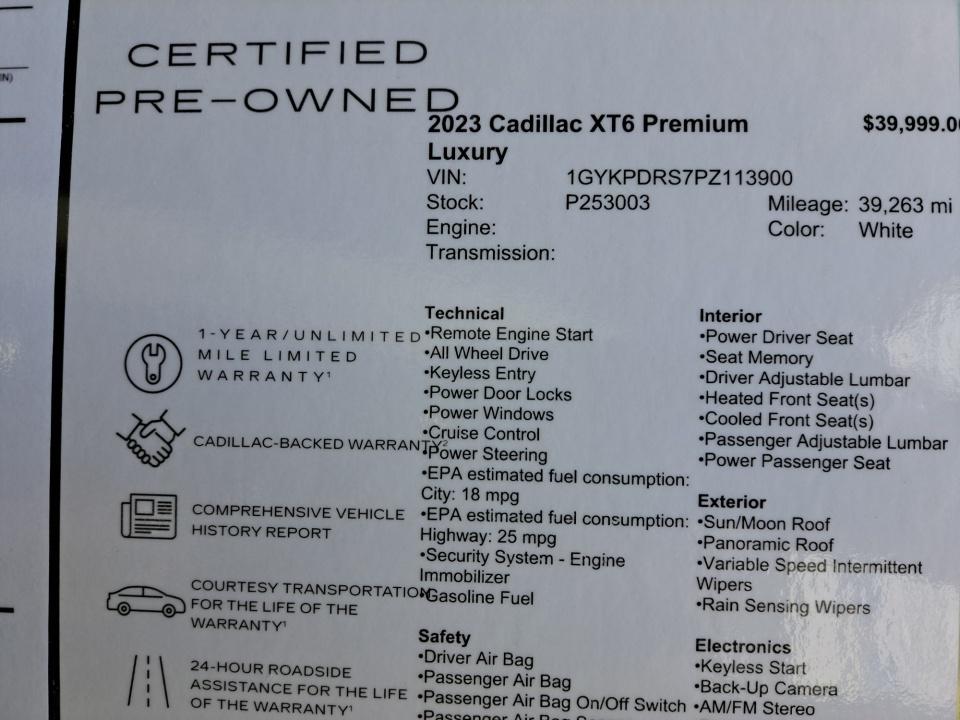 IN)
CERTIFIED
PRE-OWNED
2023 Cadillac XT6 Premium
Luxury
$39,999.0
VIN: 1GYKPDRS7PZ113900
Stock: P253003
Mileage: 39,263 mi
Engine:
Color: White
Transmission:
1-YEAR/UNLIMITED
MILE LIMITED
WARRANTY¹
CADILLAC-BACKED WARRANTY²
COMPREHENSIVE VEHICLE
HISTORY REPORT
COURTESY TRANSPORTATION
FOR THE LIFE OF THE
WARRANTY¹
24-HOUR ROADSIDE
ASSISTANCE FOR THE LIFE
OF THE WARRANTY¹
Technical
•Remote Engine Start
•All Wheel Drive
•Keyless Entry
•Power Door Locks
•Power Windows
•Cruise Control
•Power Steering
•EPA estimated fuel consumption:
City: 18 mpg
•EPA estimated fuel consumption:
Highway: 25 mpg
•Security System - Engine
Immobilizer
•Gasoline Fuel
Safety
•Driver Air Bag
•Passenger Air Bag
•Passenger Air Bag On/Off Switch
•Passenger Air Bag
Interior
•Power Driver Seat
•Seat Memory
•Driver Adjustable Lumbar
•Heated Front Seat(s)
•Cooled Front Seat(s)
•Passenger Adjustable Lumbar
•Power Passenger Seat
Exterior
•Sun/Moon Roof
•Panoramic Roof
•Variable Speed Intermittent
Wipers
•Rain Sensing Wipers
Electronics
•Keyless Start
•Back-Up Camera
•AM/FM Stereo